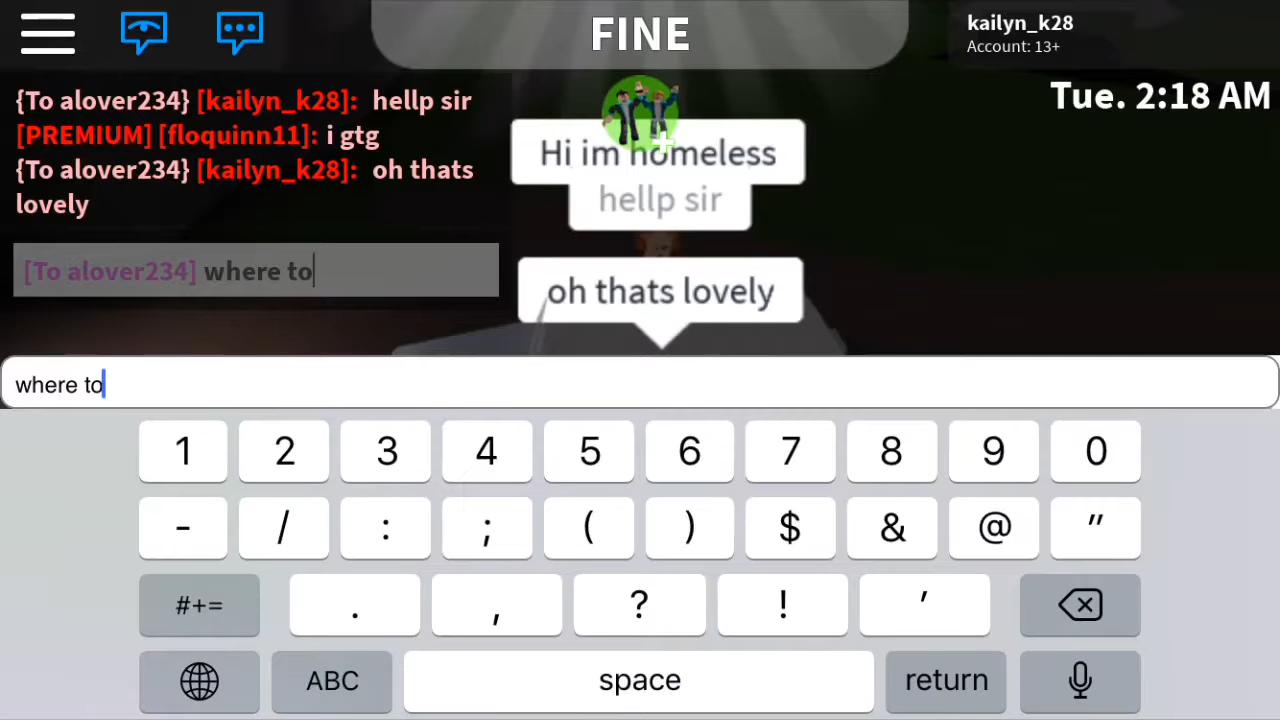 FINE
kailyn_k28
Account: 13+
Tue. 2:18 AM
{To alover234} [kailyn_k28]: hellp sir
[PREMIUM] [floquinn11]: i gtg
{To alover234} [kailyn_k28]: oh thats
lovely
[To alover234] where to
Hi im homeless
hellp sir
oh thats lovely
where to
1 2 3 4 5 6 7 8 9 0
- / : ; ( ) $ & @ "
#+= . , ? ! '
ABC space return